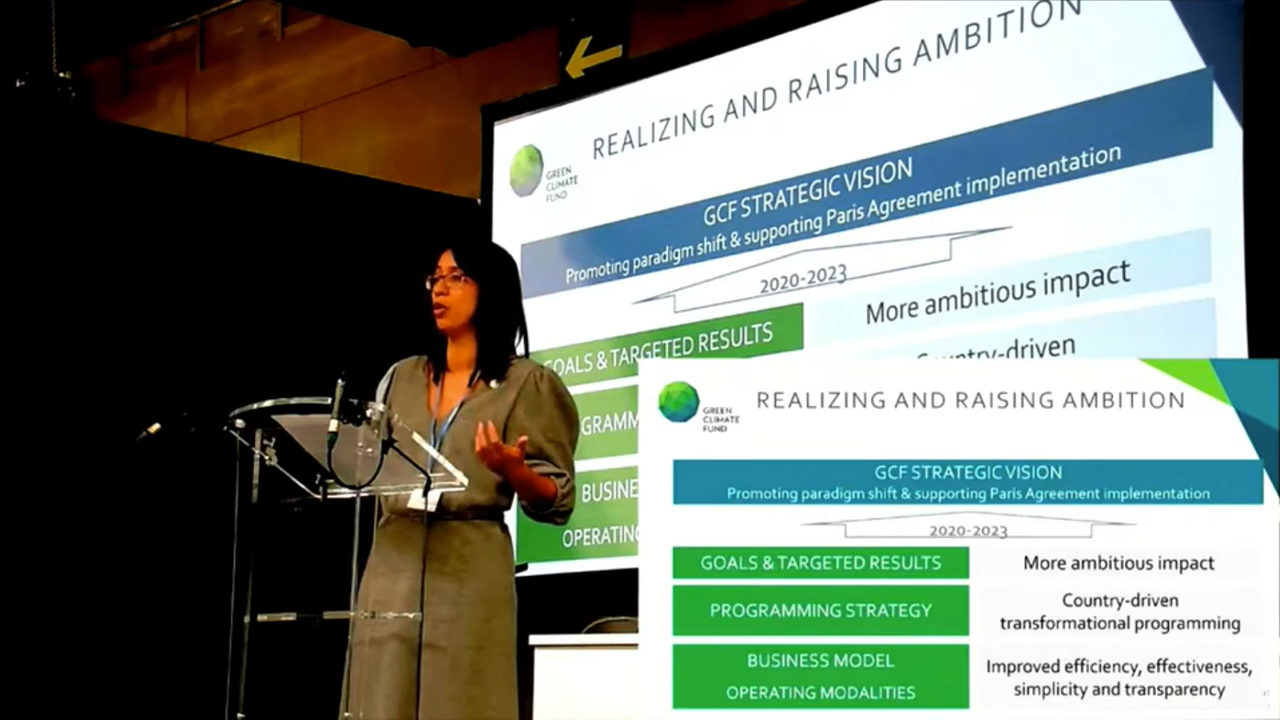 REALIZING AND RAISING AMBITION
GREEN
CLIMATE
FUND
GCF STRATEGIC VISION
Promoting paradigm shift & supporting Paris Agreement implementation
2020-2023
GOALS & TARGETED RESULTS
More ambitious impact
Country-driven
GRAMM
BUSINE
OPERATIN
GREEN
CLIMATE
FUND
REALIZING AND RAISING AMBITION
GCF STRATEGIC VISION
Promoting paradigm shift & supporting Paris Agreement implementation
2020-2023
GOALS & TARGETED RESULTS
More ambitious impact
PROGRAMMING STRATEGY
Country-driven
transformational programming
BUSINESS MODEL
OPERATING MODALITIES
Improved efficiency, effectiveness,
simplicity and transparency